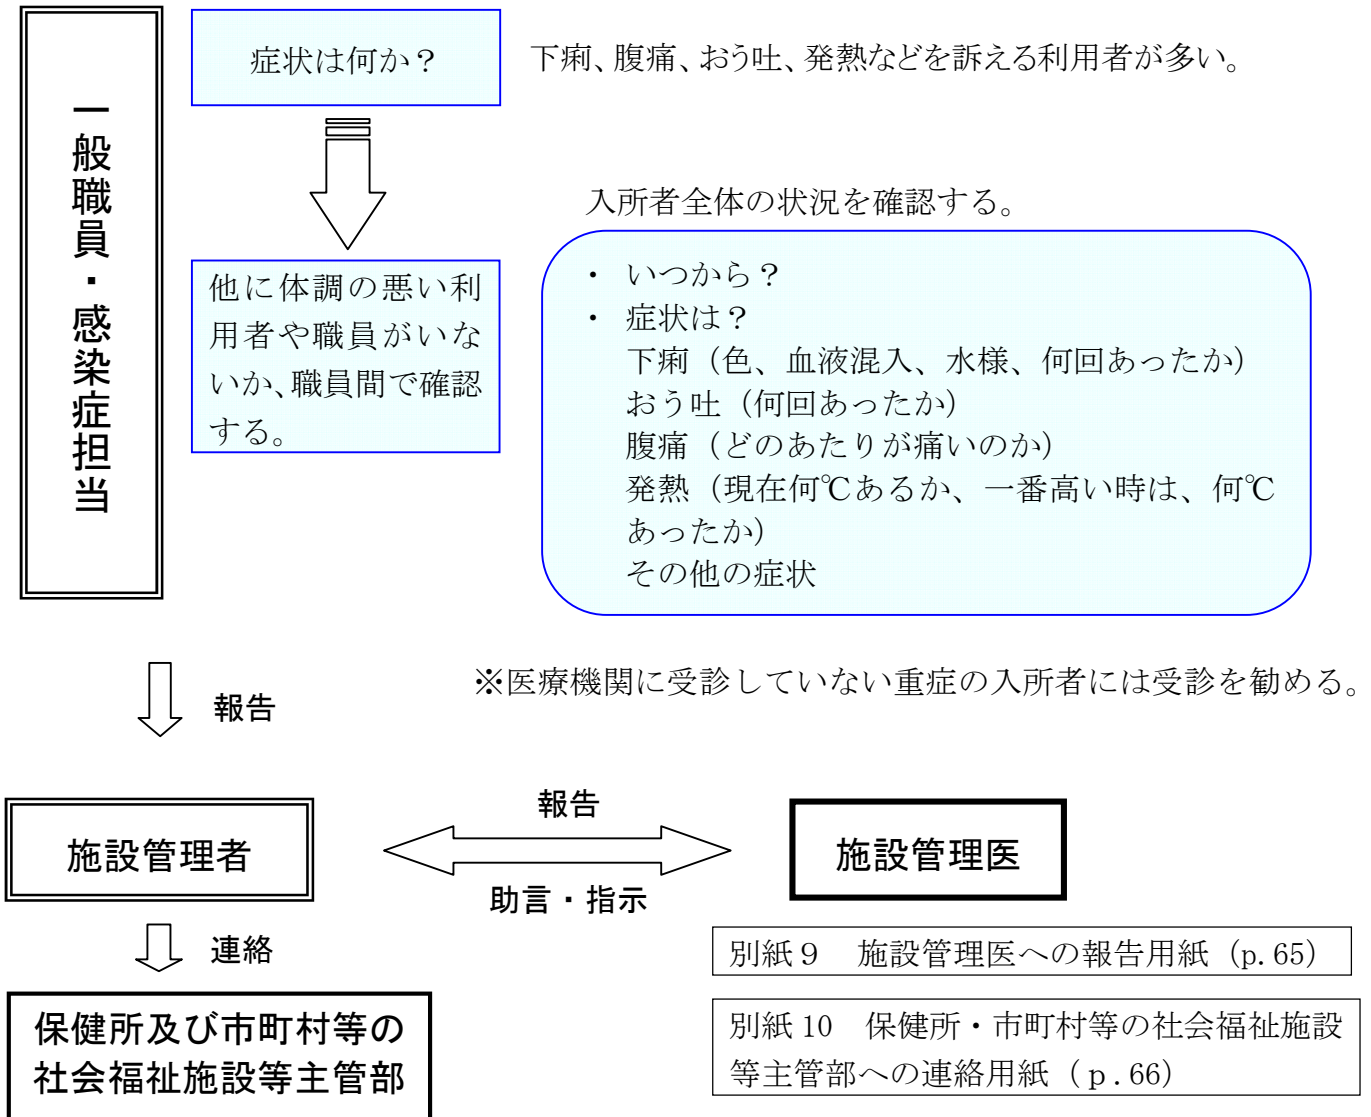 一般職員・感染症担当
症状は何か？
下痢、腹痛、おう吐、発熱などを訴える利用者が多い。
他に体調の悪い利
用者や職員がいな
いか、職員間で確認
する。
入所者全体の状況を確認する。
・ いつから？
・ 症状は？
下痢（色、血液混入、水様、何回あったか）
おう吐（何回あったか）
腹痛（どのあたりが痛いのか）
発熱（現在何℃あるか、一番高い時は、何℃
あったか）
その他の症状
※医療機関に受診していない重症の入所者には受診を勧める。
報告
施設管理者
報告
助言・指示
施設管理医
連絡
保健所及び市町村等の
社会福祉施設等主管部
別紙９　施設管理医への報告用紙（p.65）
別紙 10　保健所・市町村等の社会福祉施設
等主管部への連絡用紙（p.66）